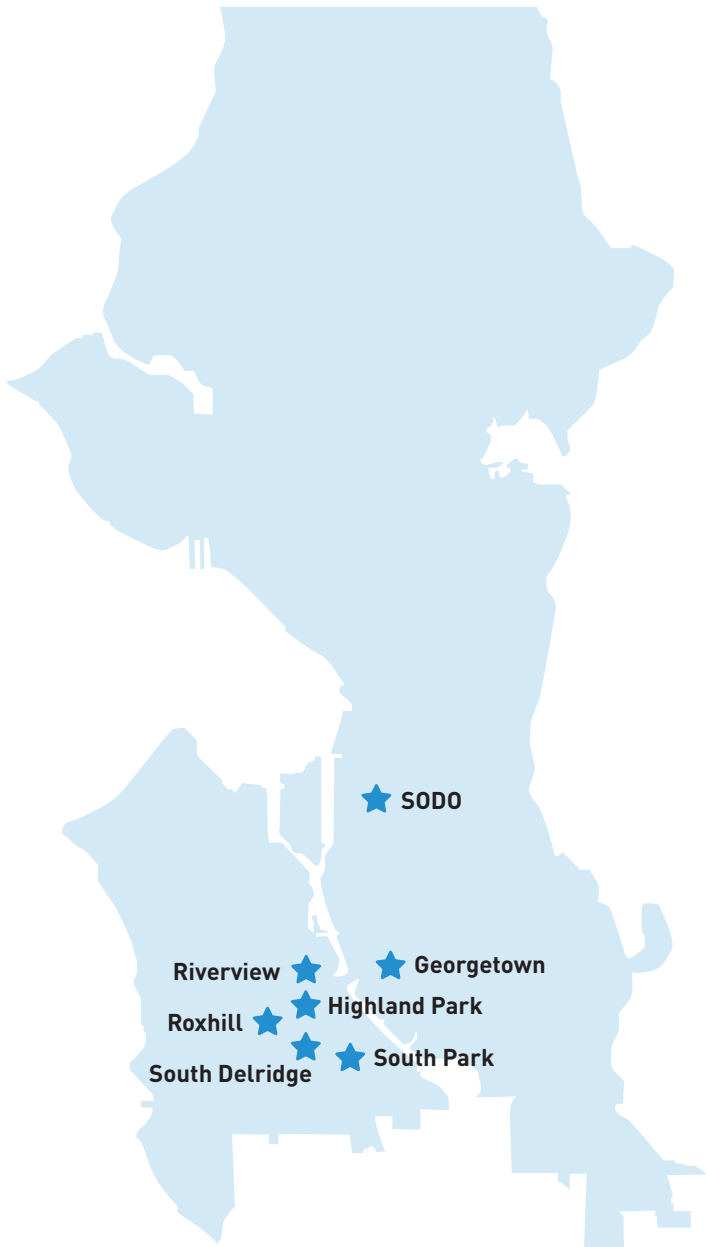 SODO
Georgetown
Riverview
Highland Park
Roxhill
South Park
South Delridge